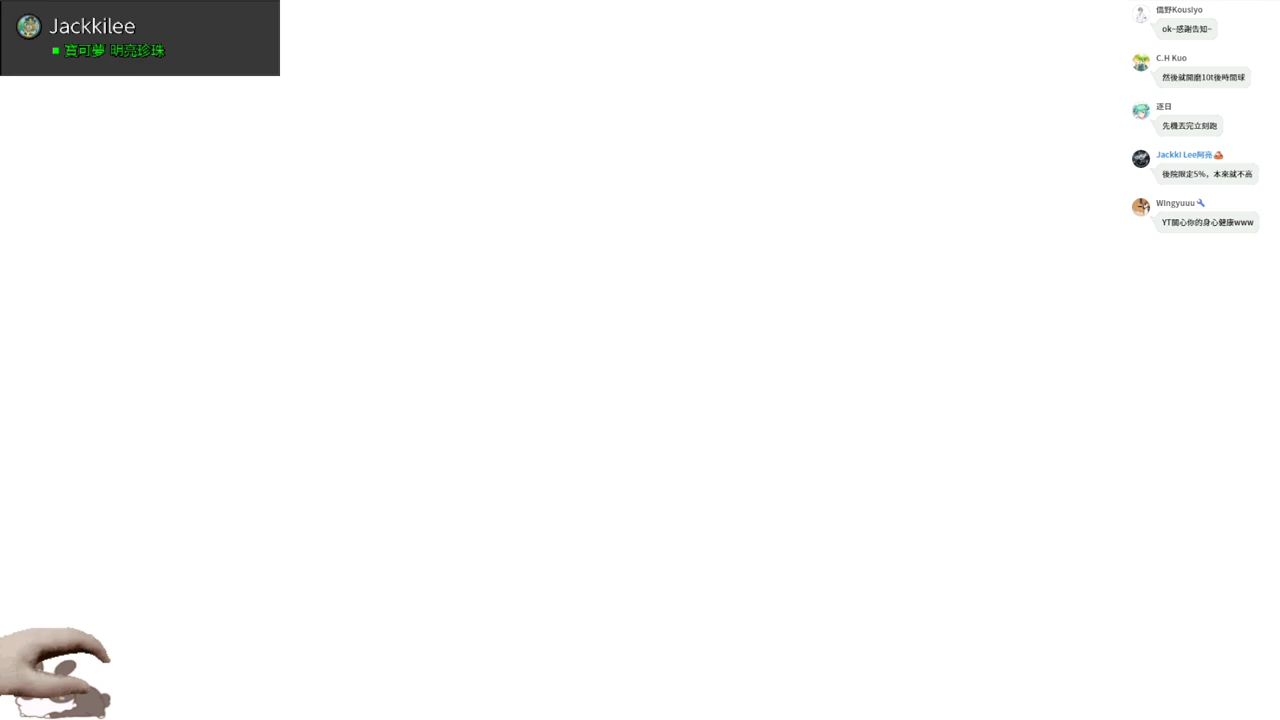 Jackkilee
寶可夢 明亮珍珠
儒野Kousiyo
ok~感謝告知~
C.H Kuo
然後就開磨10t後時間球
逐日
先機丟完立刻跑
Jackki Lee阿亮
後院限定5%，本來就不高
Wingyuuu
YT關心你的身心健康www